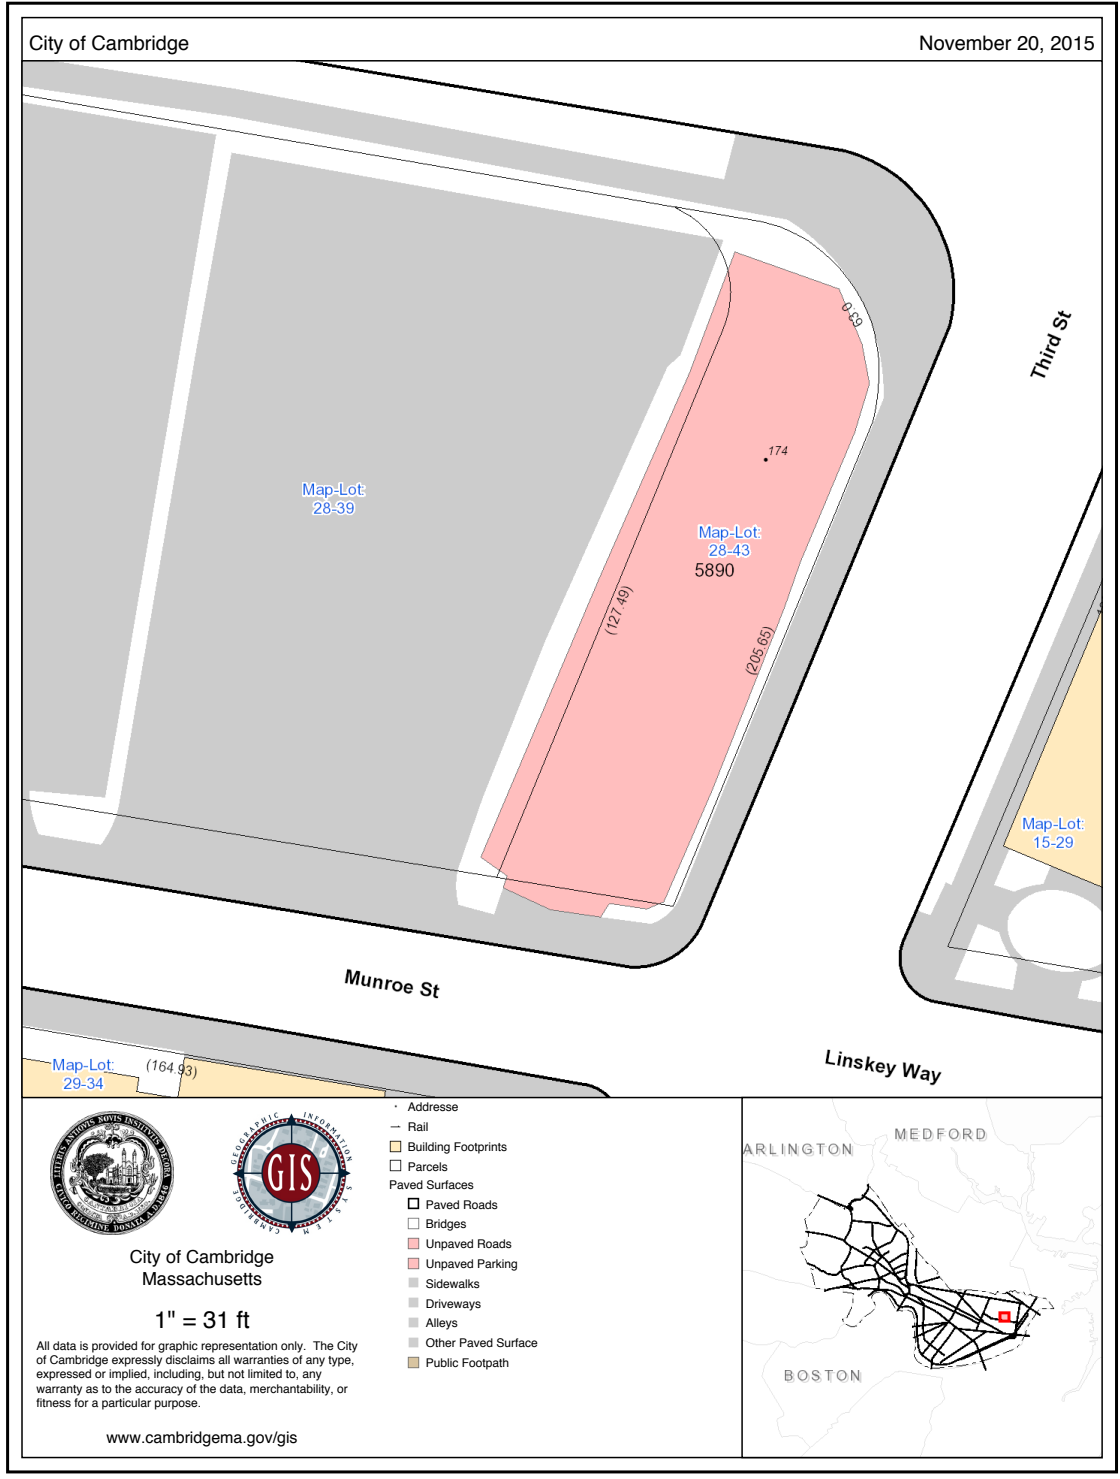 City of Cambridge
November 20, 2015
63.0
Third St
174
Map-Lot:
28-39
Map-Lot:
28-43
5890
(127.49)
(205.65)
Map-Lot:
15-29
Munroe St
Linskey Way
Map-Lot:
29-34
(164.93)
GEOGRAPHIC INFORMATION
GIS
CAMBRIDGE SYSTEM
City of Cambridge
Massachusetts
1" = 31 ft
All data is provided for graphic representation only. The City
of Cambridge expressly disclaims all warranties of any type,
expressed or implied, including, but not limited to, any
warranty as to the accuracy of the data, merchantability, or
fitness for a particular purpose.
www.cambridgema.gov/gis
Addresse
Rail
Building Footprints
Parcels
Paved Surfaces
Paved Roads
Bridges
Unpaved Roads
Unpaved Parking
Sidewalks
Driveways
Alleys
Other Paved Surface
Public Footpath
ARLINGTON
MEDFORD
BOSTON